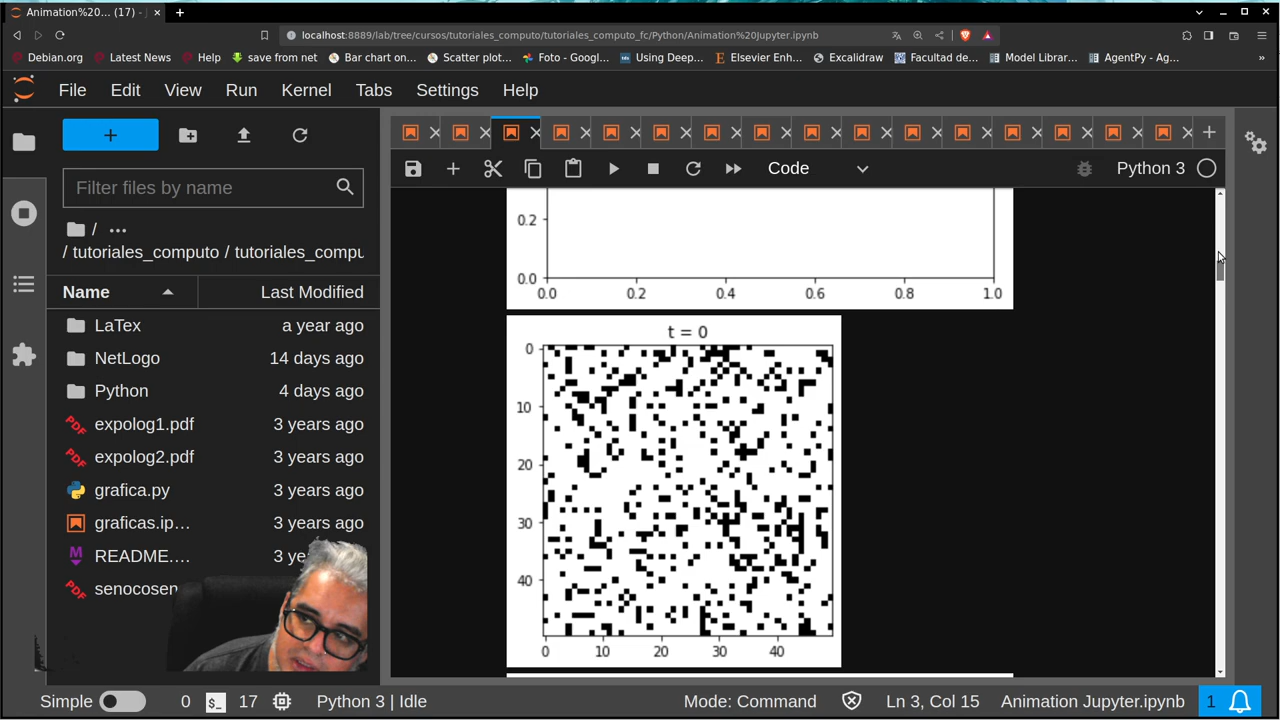 Animation%20... (17) - J
localhost:8889/lab/tree/cursos/tutoriales_computo/tutoriales_computo_fc/Python/Animation%20Jupyter.ipynb
Debian.org
Latest News
Help
save from net
Bar chart on...
Scatter plot...
Foto - Googl...
Using Deep...
Elsevier Enh...
Excalidraw
Facultad de...
Model Librar...
AgentPy - Ag...
»
File Edit View Run Kernel Tabs Settings Help
Filter files by name
Code
Python 3
/ ...
/ tutoriales_computo / tutoriales_compu
Name Last Modified
LaTex a year ago
NetLogo 14 days ago
Python 4 days ago
expolog1.pdf 3 years ago
expolog2.pdf 3 years ago
grafica.py 3 years ago
graficas.ip... 3 years ago
README.... 3 ye
senocosen
0.2
0.0
0.0 0.2 0.4 0.6 0.8 1.0
t = 0
0
10
20
30
40
0 10 20 30 40
Simple 0 $_ 17 Python 3 | Idle Mode: Command Ln 3, Col 15 Animation Jupyter.ipynb 1